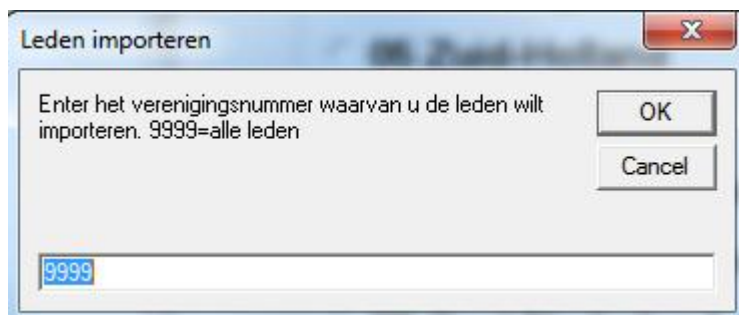 Leden importeren
Enter het verenigingsnummer waarvan u de leden wilt
importeren. 9999=alle leden
OK
Cancel
9999